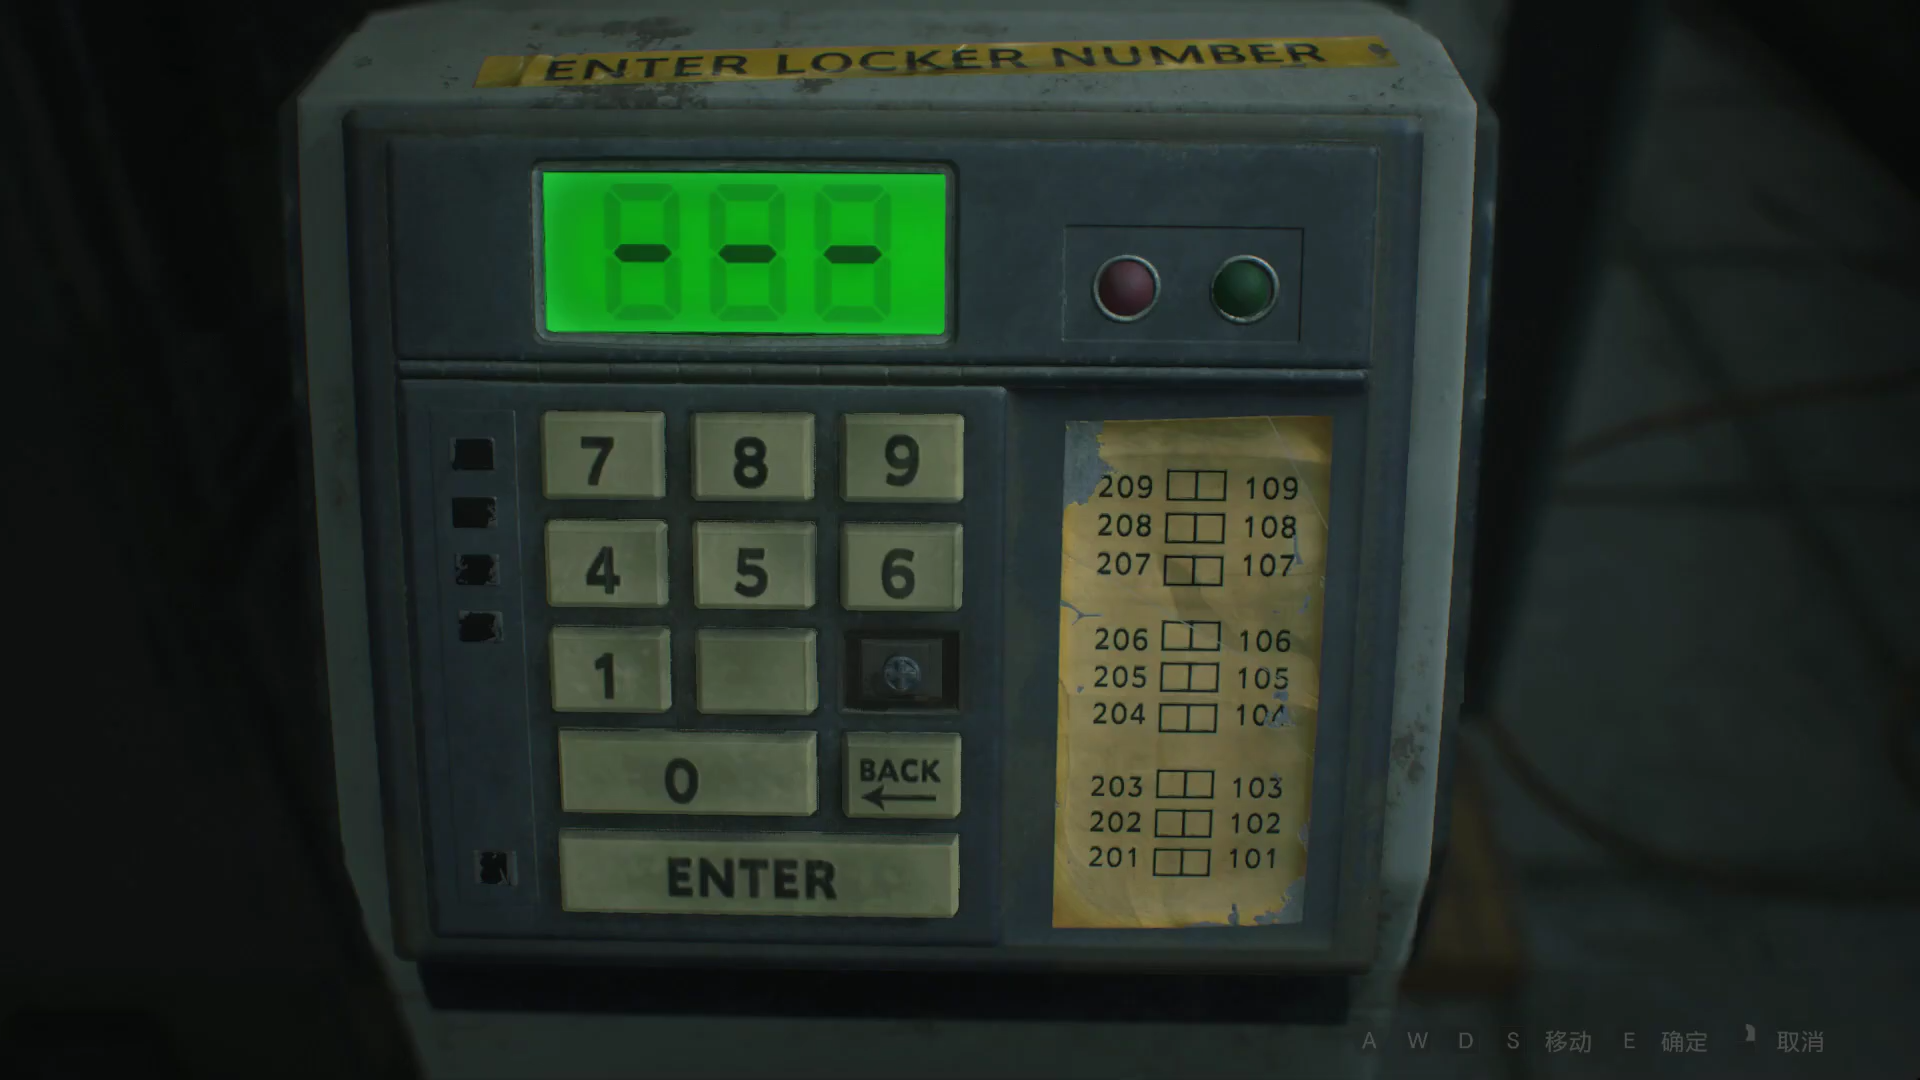 ENTER LOCKER NUMBER
---
7 8 9
4 5 6
1
0 BACK
ENTER
209 109
208 108
207 107
206 106
205 105
204 104
203 103
202 102
201 101
A W D S 移动 E 确定 取消